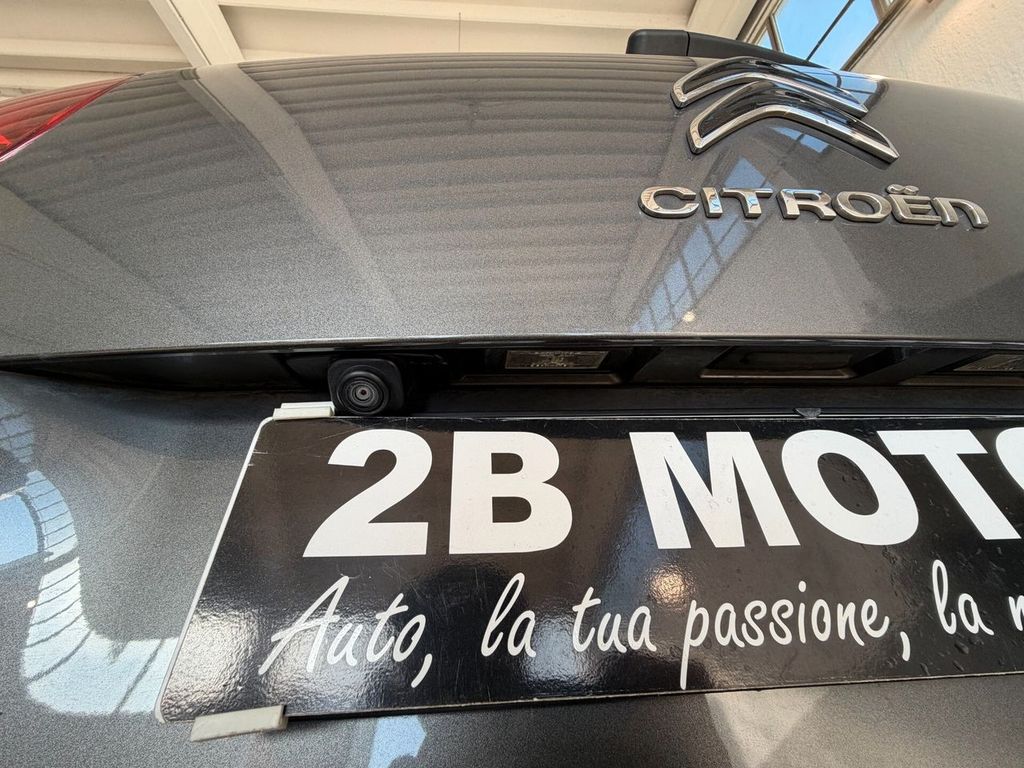 CITROËN
2B MOTO
Auto, la tua passione, la